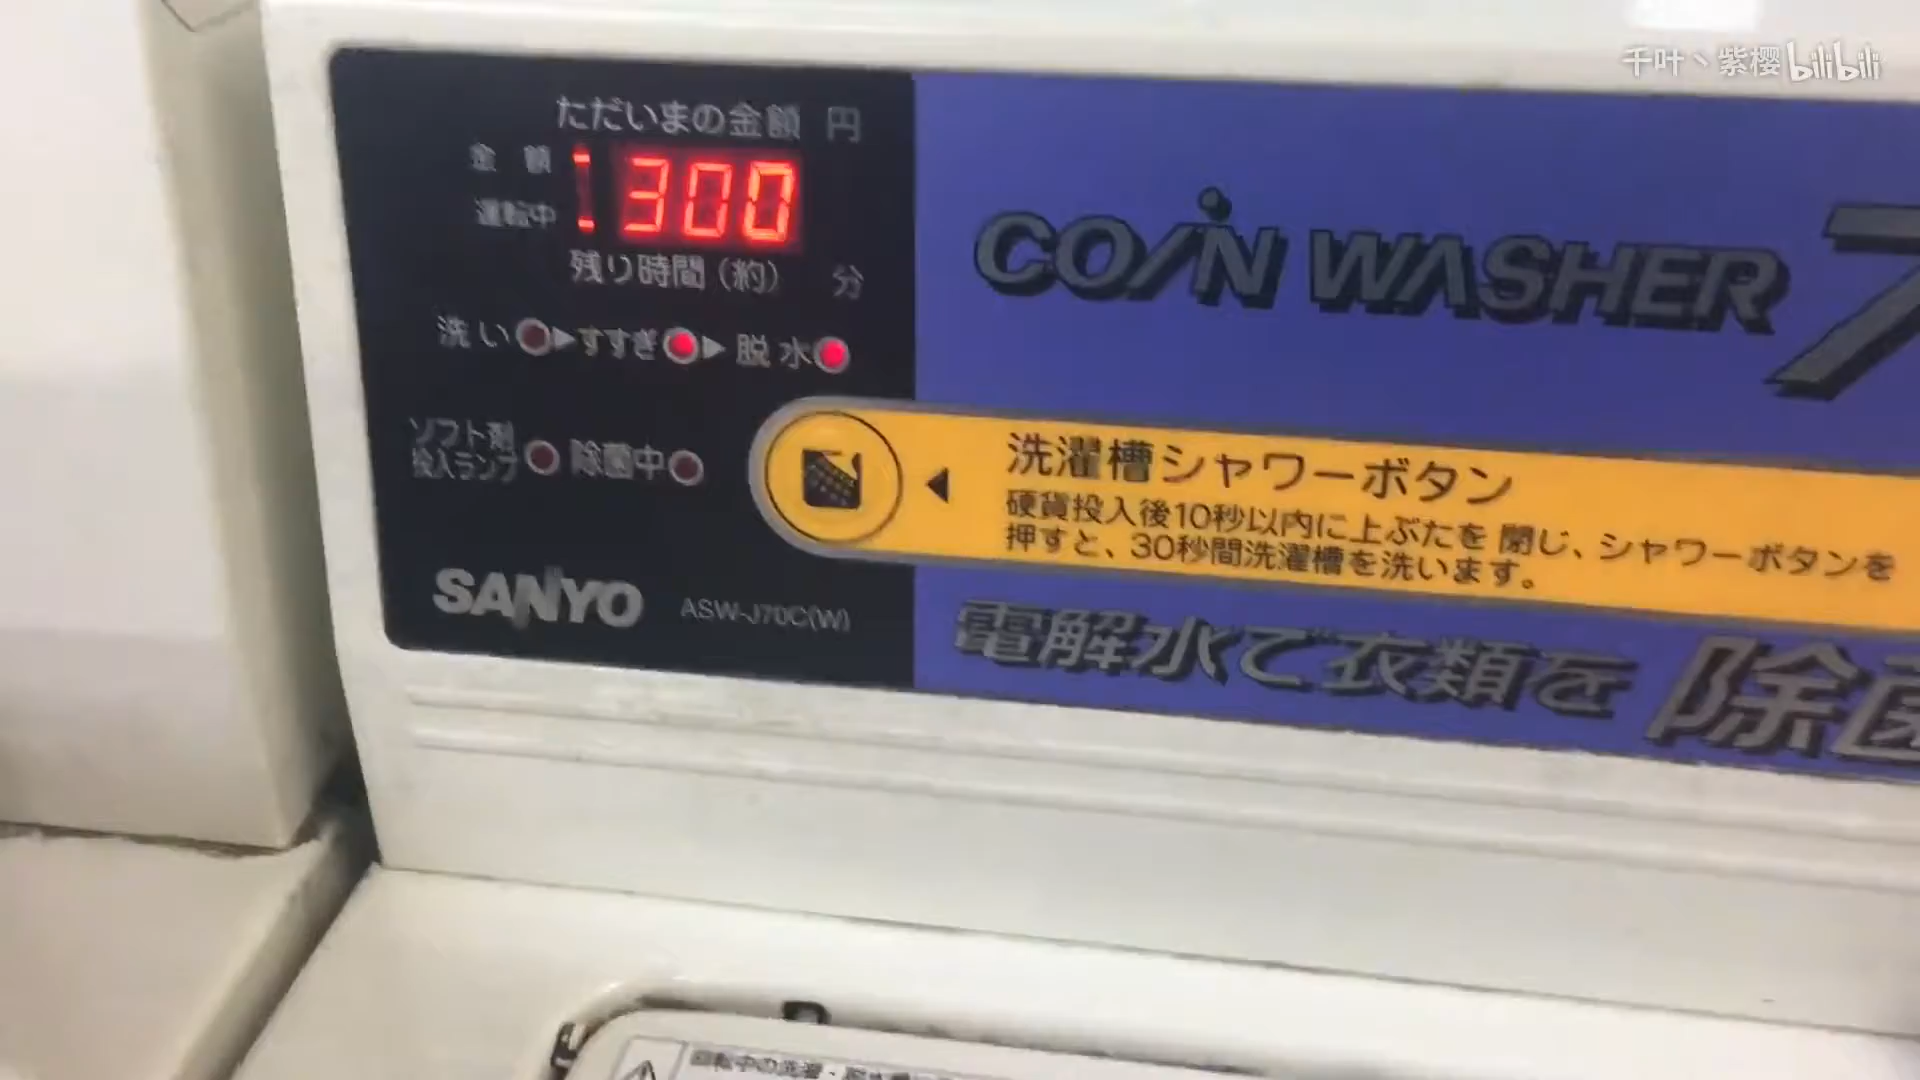 千叶丶紫樱 bilibili
ただいまの金額 円
金 額
運転中
300
残り時間（約） 分
洗い▶すすぎ▶脱水
ソフト剤
投入ランプ
除菌中
SANYO ASW-J70C(W)
COIN WASHER 7
◀ 洗濯槽シャワーボタン
硬貨投入後10秒以内に上ぶたを閉じ、シャワーボタンを
押すと、30秒間洗濯槽を洗います。
電解水で衣類を除菌